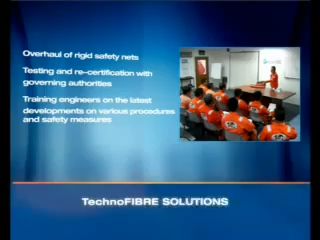 Overhaul of rigid safety nets
Testing and re-certification with
governing authorities
Training engineers on the latest
developments on various procedures
and safety measures
TechnoFIBRE SOLUTIONS